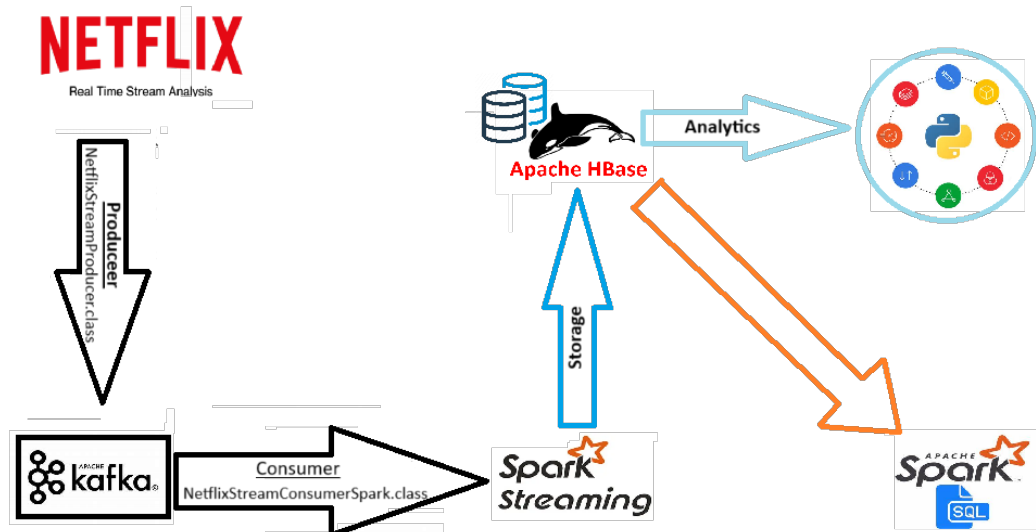 NETFLIX
Real Time Stream Analysis
Produceer
NetflixStreamProducer.class
APACHE
kafka®
Consumer
NetflixStreamConsumerSpark.class
Spark
Streaming
Storage
Apache HBase
Analytics
APACHE
Spark™
SQL